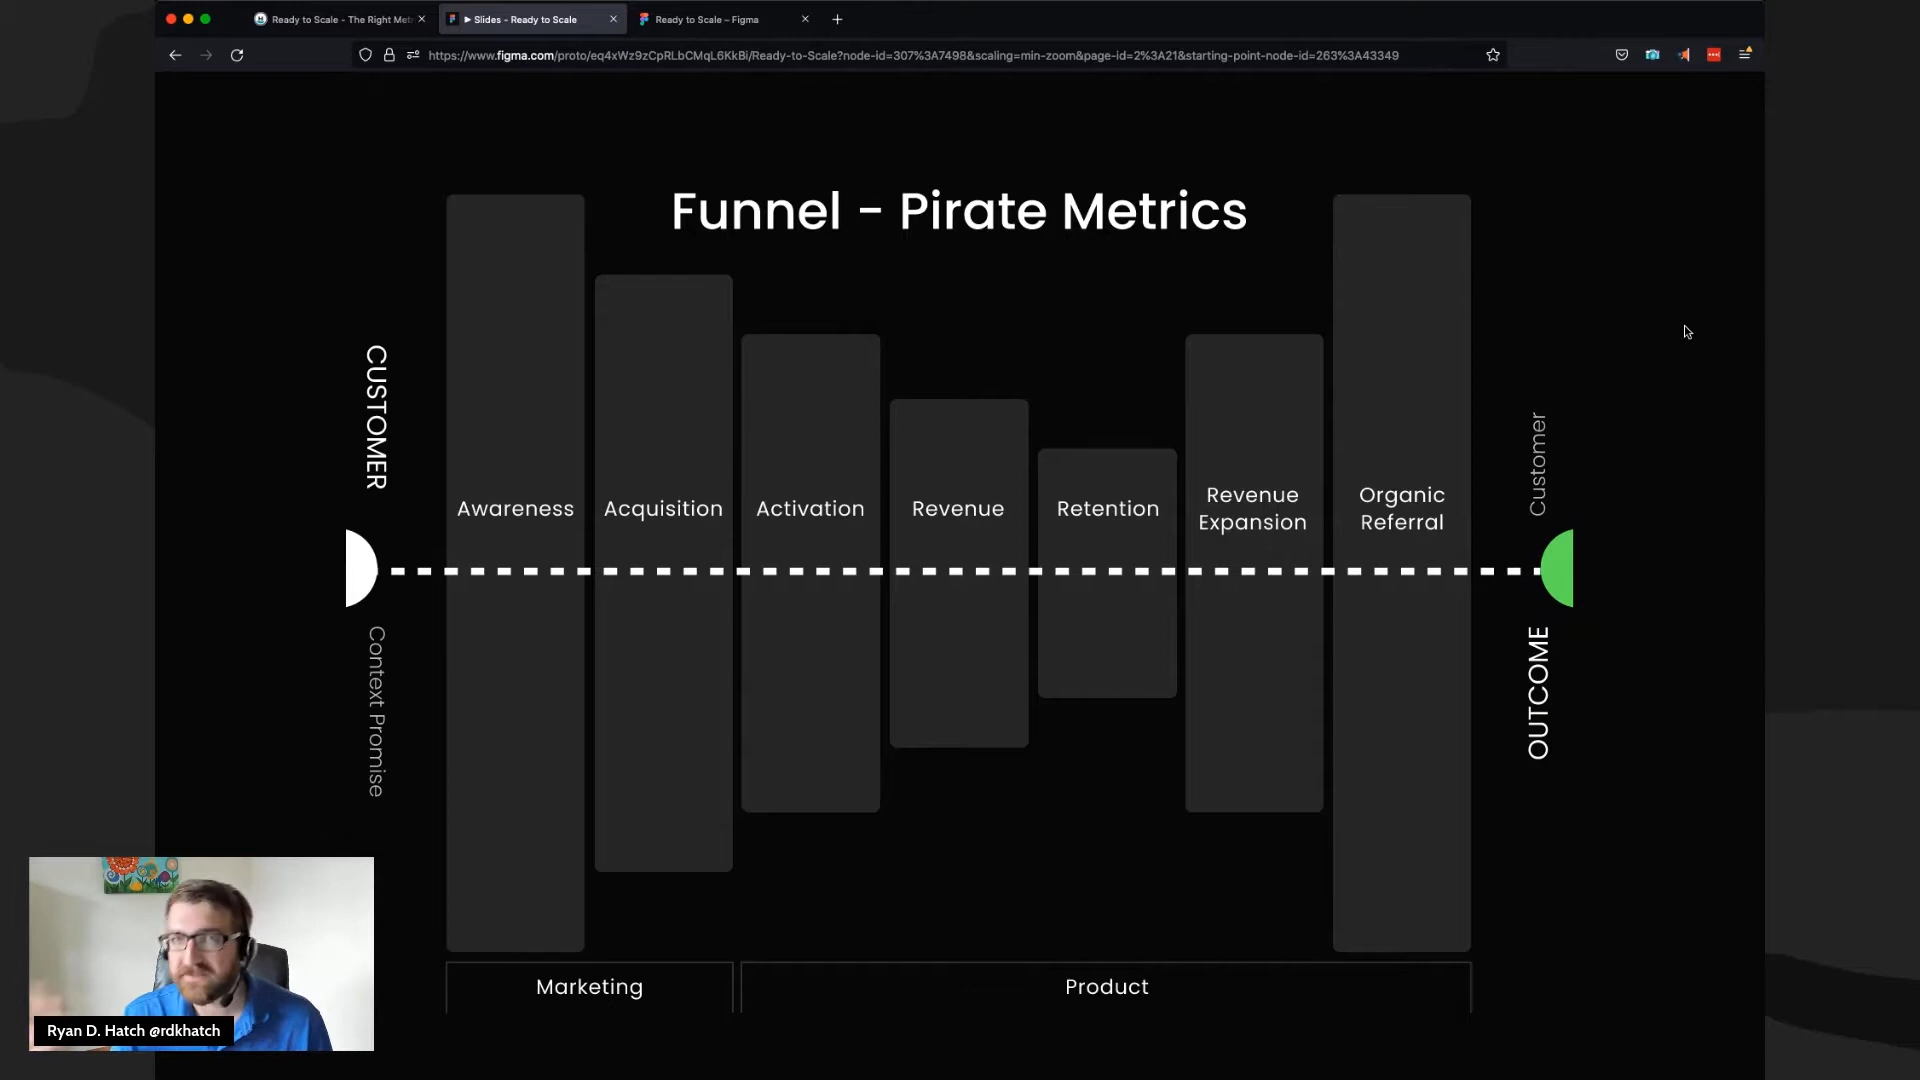 Ready to Scale - The Right Met
Slides - Ready to Scale
Ready to Scale – Figma
https://www.figma.com/proto/eq4xWz9zCpRLbCMqL6KkBi/Ready-to-Scale?node-id=307%3A7498&scaling=min-zoom&page-id=2%3A21&starting-point-node-id=263%3A43349
Funnel - Pirate Metrics
CUSTOMER
Context Promise
Awareness
Acquisition
Activation
Revenue
Retention
Revenue
Expansion
Organic
Referral
Customer
OUTCOME
Marketing
Product
Ryan D. Hatch @rdkhatch